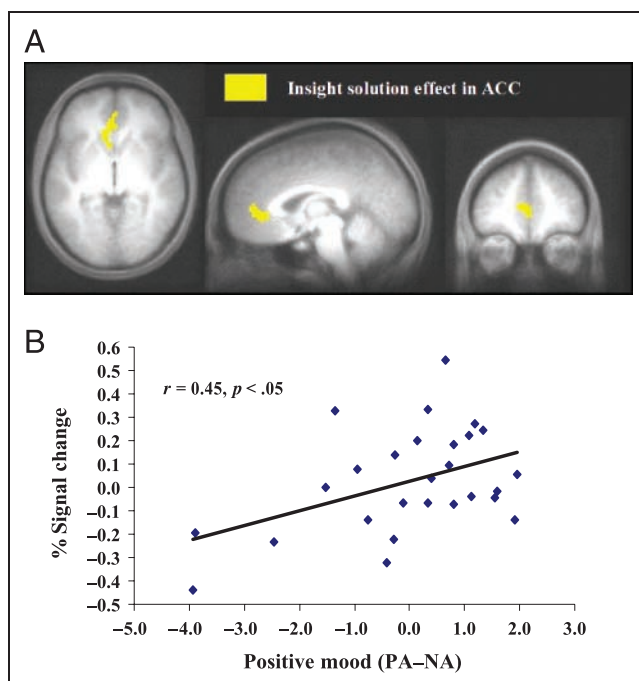 A
Insight solution effect in ACC
B
0.6
0.5
0.4
0.3
0.2
0.1
0.0
–0.1
–0.2
–0.3
–0.4
–0.5
% Signal change
r = 0.45, p < .05
–5.0 –4.0 –3.0 –2.0 –1.0 0.0 1.0 2.0 3.0
Positive mood (PA–NA)